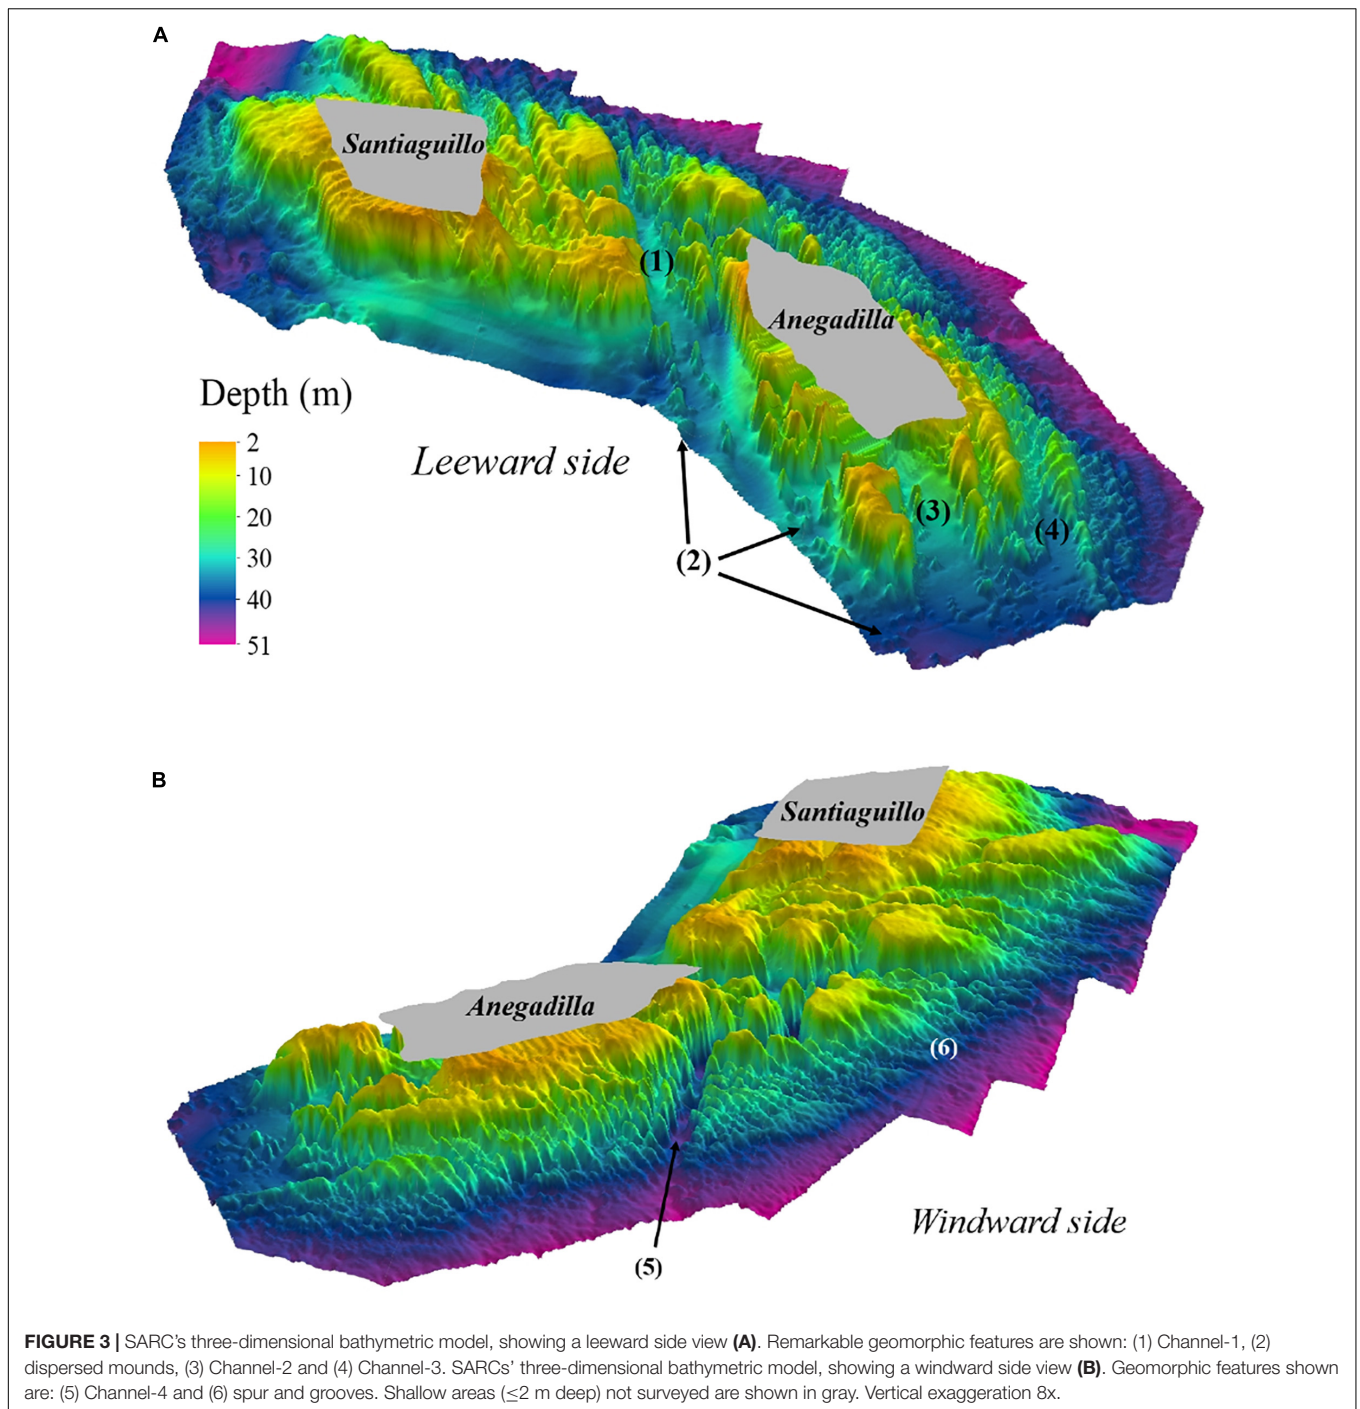 A
Santiaguillo
(1)
Anegadilla
Depth (m)
2
10
20
30
40
51
Leeward side
(2)
(3)
(4)
B
Santiaguillo
Anegadilla
(6)
Windward side
(5)
FIGURE 3 | SARC's three-dimensional bathymetric model, showing a leeward side view (A). Remarkable geomorphic features are shown: (1) Channel-1, (2)
dispersed mounds, (3) Channel-2 and (4) Channel-3. SARCs' three-dimensional bathymetric model, showing a windward side view (B). Geomorphic features shown
are: (5) Channel-4 and (6) spur and grooves. Shallow areas (≤2 m deep) not surveyed are shown in gray. Vertical exaggeration 8x.